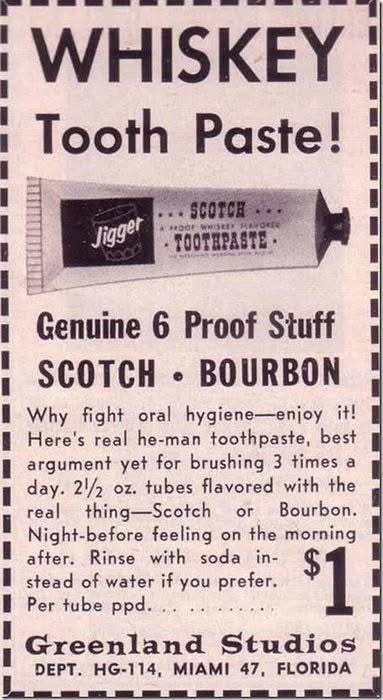 WHISKEY
Tooth Paste!
Jigger
SCOTCH
PROOF WHISKEY FLAVORED
TOOTHPASTE
Genuine 6 Proof Stuff
SCOTCH • BOURBON
Why fight oral hygiene—enjoy it!
Here's real he-man toothpaste, best
argument yet for brushing 3 times a
day. 2½ oz. tubes flavored with the
real thing—Scotch or Bourbon.
Night-before feeling on the morning
after. Rinse with soda in-
stead of water if you prefer.
Per tube ppd. . . . . . . . . . . .
$1
Greenland Studios
DEPT. HG-114, MIAMI 47, FLORIDA